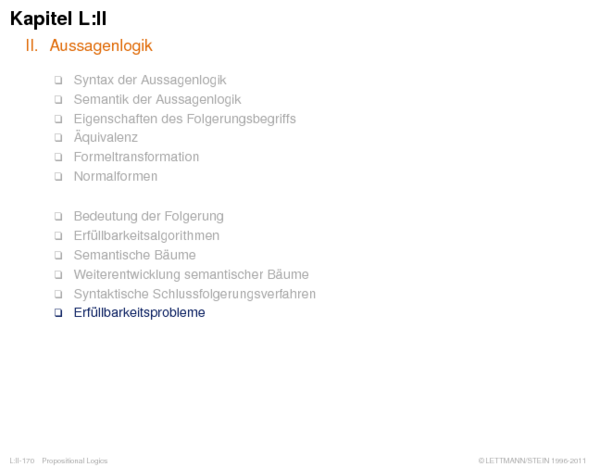 Kapitel L:II
II. Aussagenlogik
❑ Syntax der Aussagenlogik
❑ Semantik der Aussagenlogik
❑ Eigenschaften des Folgerungsbegriffs
❑ Äquivalenz
❑ Formeltransformation
❑ Normalformen
❑ Bedeutung der Folgerung
❑ Erfüllbarkeitsalgorithmen
❑ Semantische Bäume
❑ Weiterentwicklung semantischer Bäume
❑ Syntaktische Schlussfolgerungsverfahren
❑ Erfüllbarkeitsprobleme
L:II-170 Propositional Logics ©LETTMANN/STEIN 1996-2011